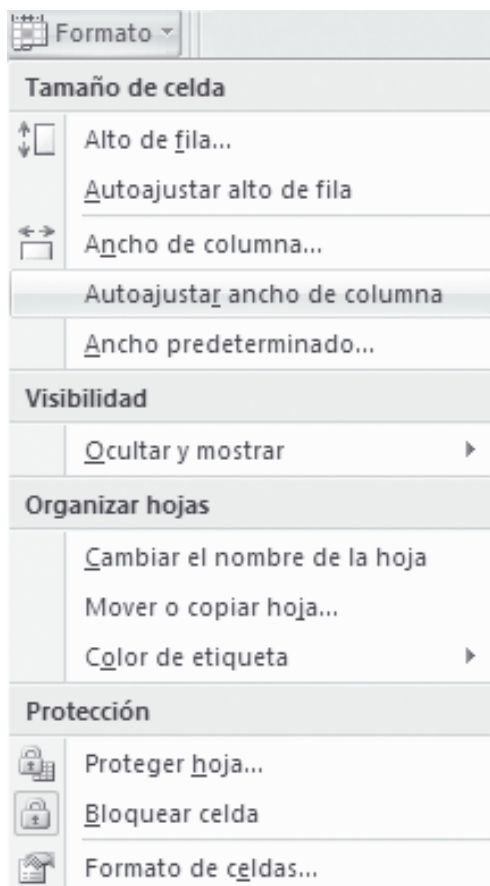 Formato
Tamaño de celda
Alto de fila...
Autoajustar alto de fila
Ancho de columna...
Autoajustar ancho de columna
Ancho predeterminado...
Visibilidad
Ocultar y mostrar
Organizar hojas
Cambiar el nombre de la hoja
Mover o copiar hoja...
Color de etiqueta
Protección
Proteger hoja...
Bloquear celda
Formato de celdas...